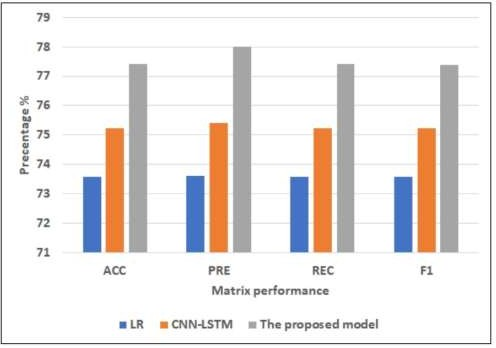 79
78
77
76
75
74
73
72
71
Precentage %
ACC PRE REC F1
Matrix performance
LR CNN-LSTM The proposed model